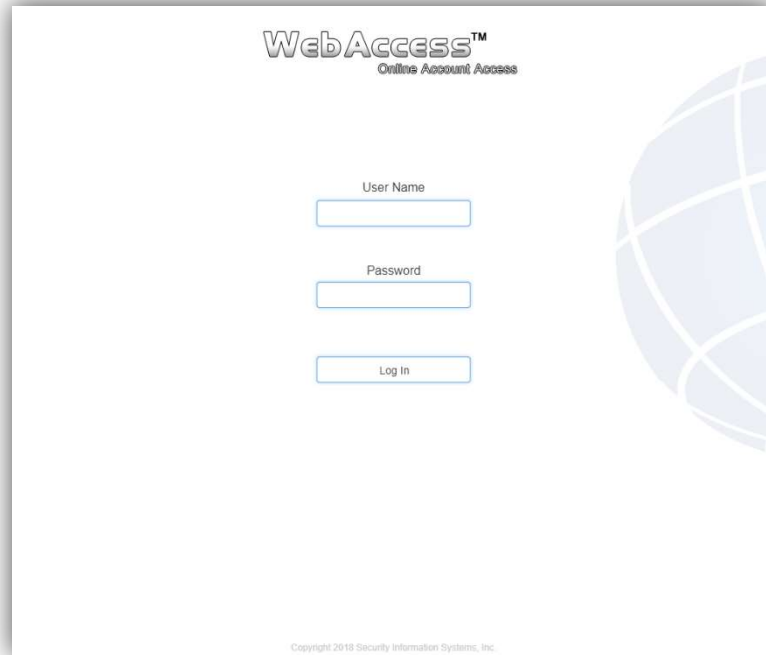 WebAccess™
Online Account Access
User Name
Password
Log In
Copyright 2018 Security Information Systems, Inc.